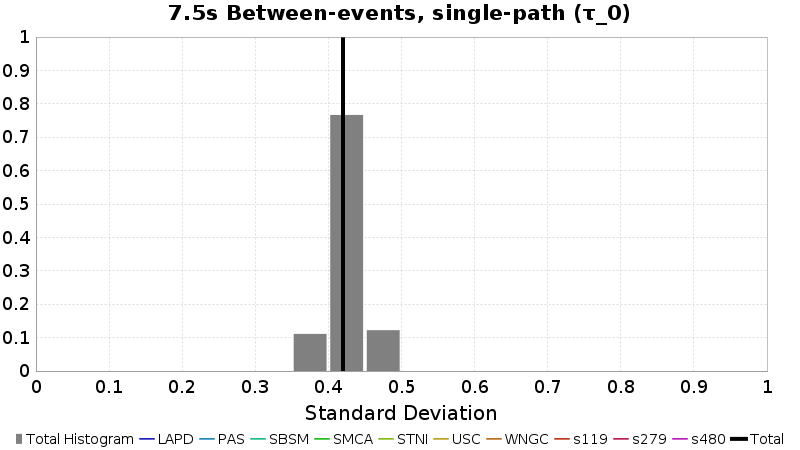 7.5s Between-events, single-path (τ_0)
1
0.9
0.8
0.7
0.6
0.5
0.4
0.3
0.2
0.1
0
0 0.1 0.2 0.3 0.4 0.5 0.6 0.7 0.8 0.9 1
Standard Deviation
Total Histogram LAPD PAS SBSM SMCA STNI USC WNGC s119 s279 s480 Total